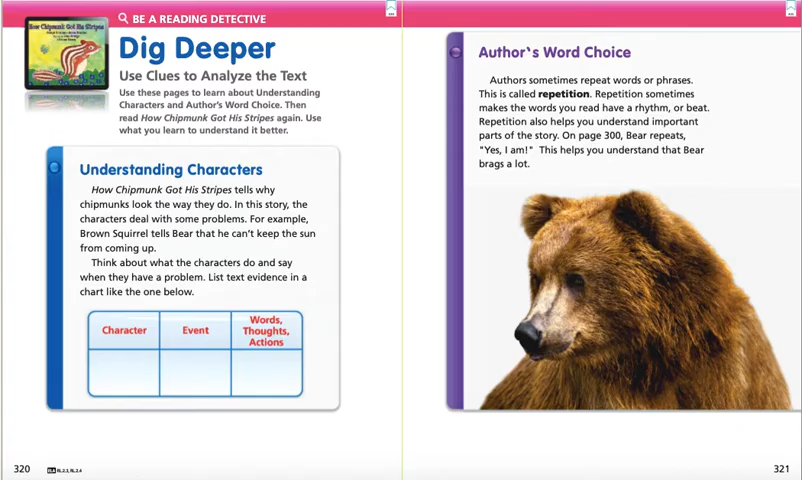 BE A READING DETECTIVE
How Chipmunk Got His Stripes
Dig Deeper
Use Clues to Analyze the Text
Use these pages to learn about Understanding
Characters and Author's Word Choice. Then
read How Chipmunk Got His Stripes again. Use
what you learn to understand it better.
Understanding Characters
How Chipmunk Got His Stripes tells why
chipmunks look the way they do. In this story, the
characters deal with some problems. For example,
Brown Squirrel tells Bear that he can't keep the sun
from coming up.
Think about what the characters do and say
when they have a problem. List text evidence in a
chart like the one below.
Character
Event
Words,
Thoughts,
Actions
320
ELA RL.2.3, RL.2.4
Author's Word Choice
Authors sometimes repeat words or phrases.
This is called repetition. Repetition sometimes
makes the words you read have a rhythm, or beat.
Repetition also helps you understand important
parts of the story. On page 300, Bear repeats,
"Yes, I am!" This helps you understand that Bear
brags a lot.
321